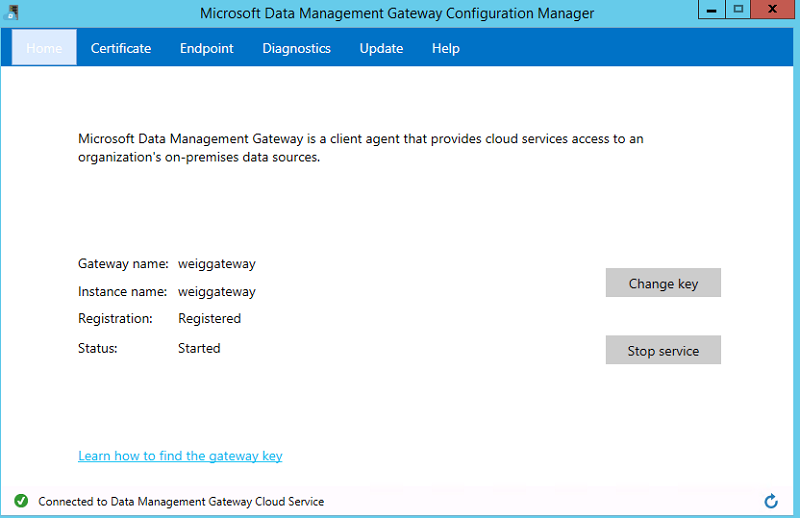 Microsoft Data Management Gateway Configuration Manager
Home Certificate Endpoint Diagnostics Update Help
Microsoft Data Management Gateway is a client agent that provides cloud services access to an
organization's on-premises data sources.
Gateway name: weiggateway
Instance name: weiggateway
Change key
Registration: Registered
Status: Started
Stop service
Learn how to find the gateway key
Connected to Data Management Gateway Cloud Service